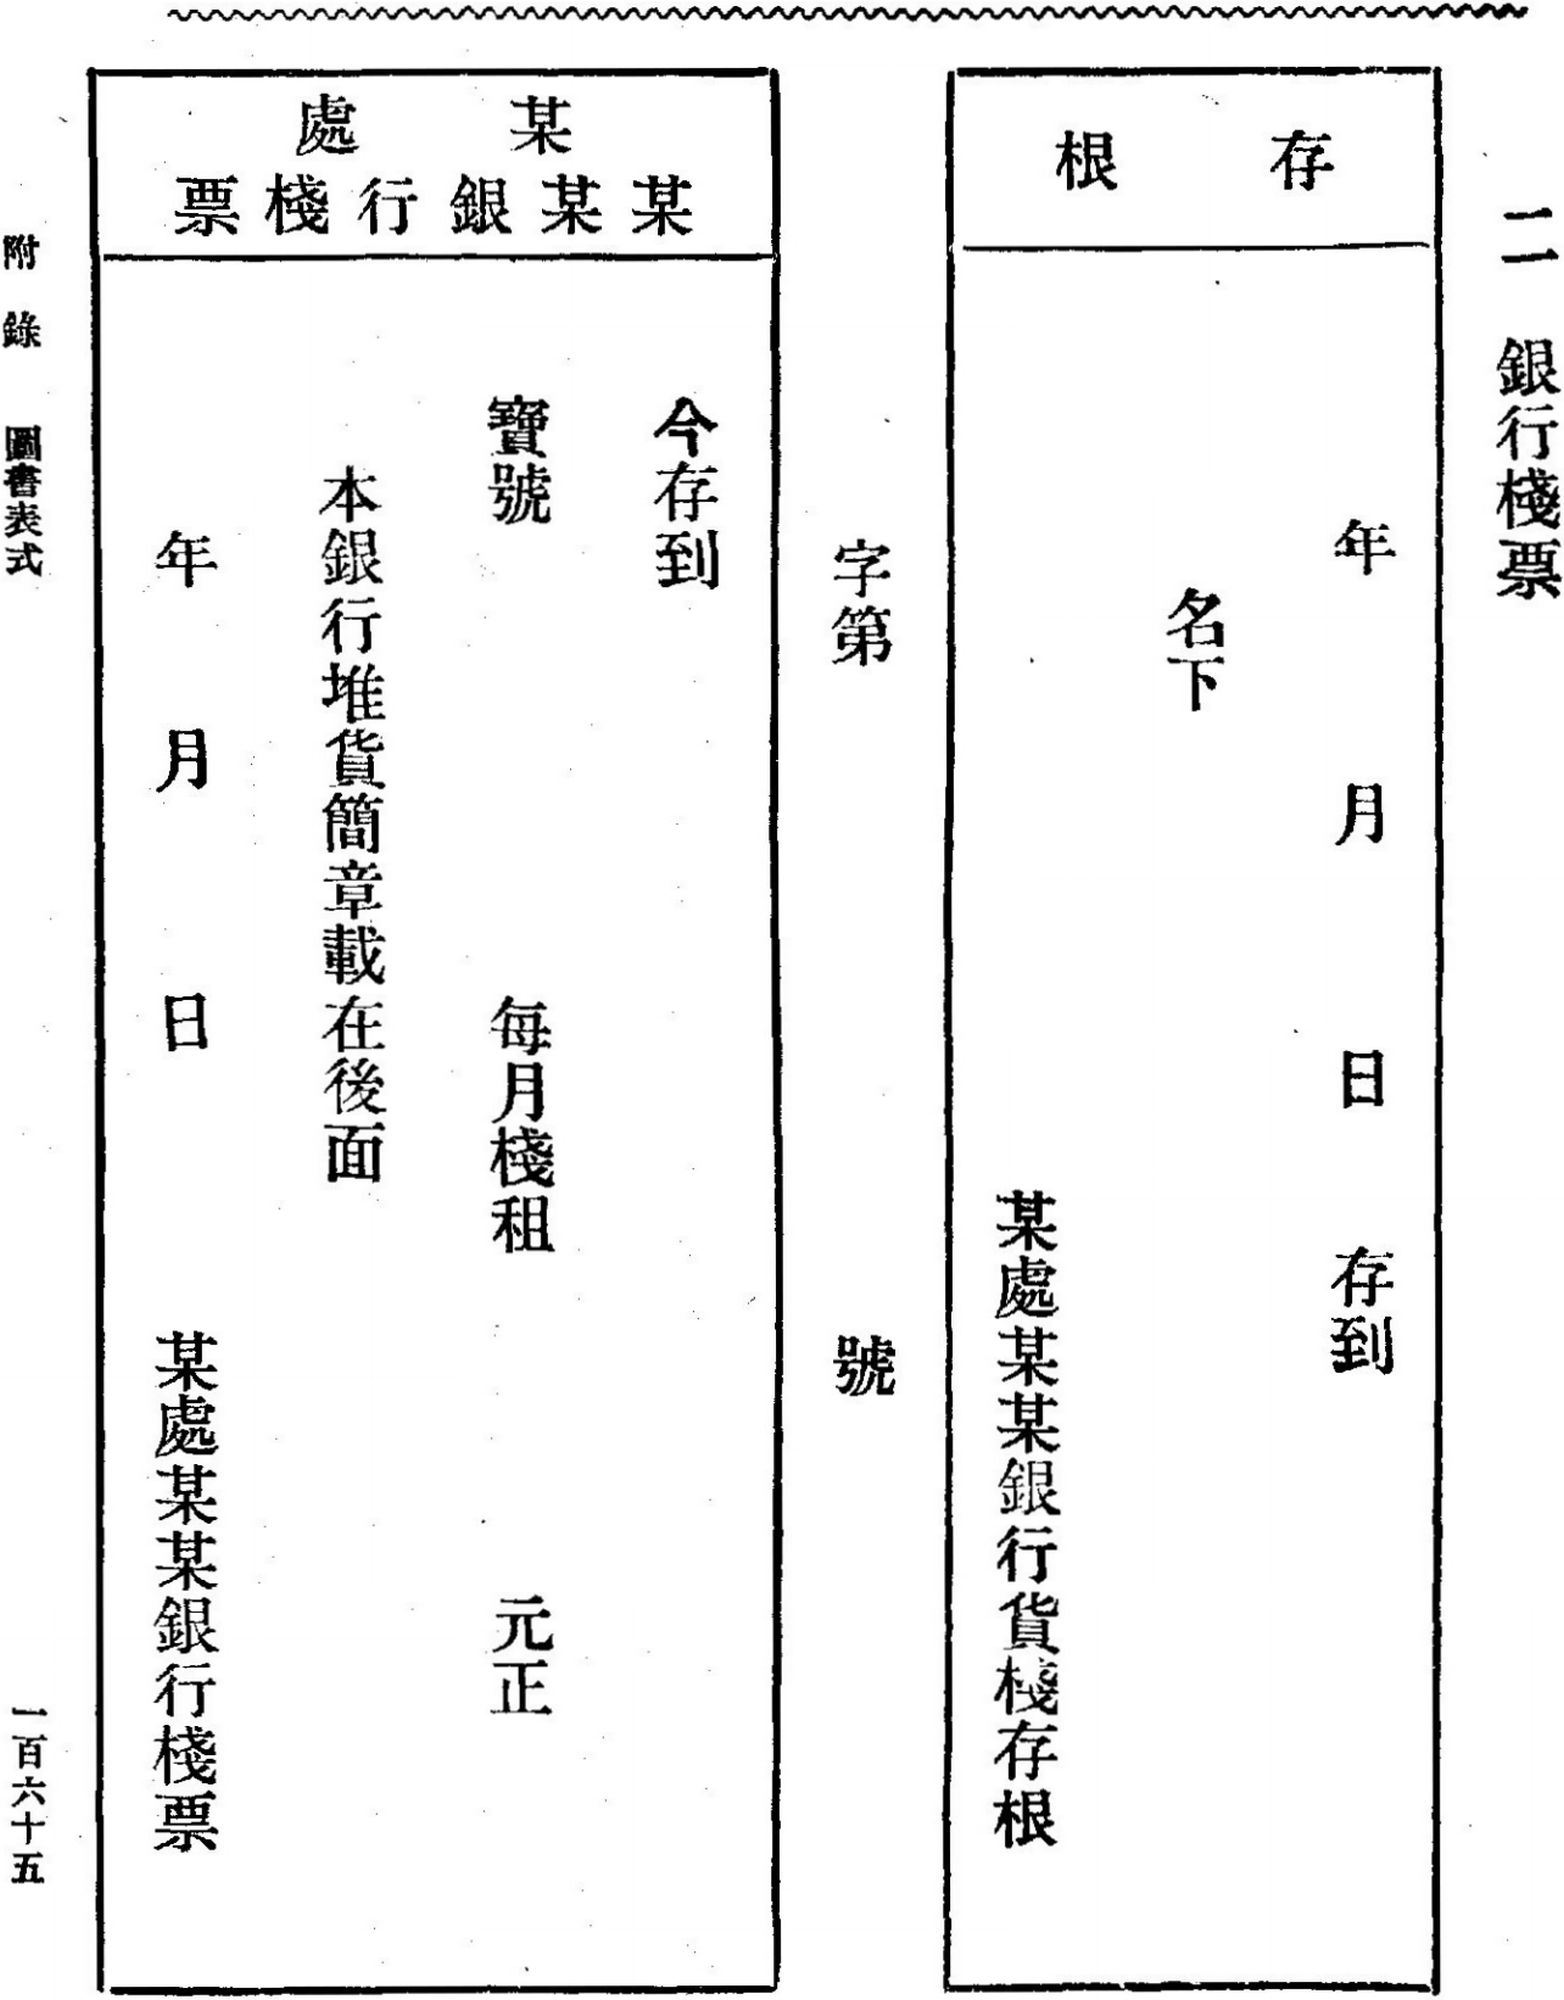 二 銀行棧票
存根
年 月 日 存到
名下
某處某某銀行貨棧存根
字第 號
某處
某某銀行棧票
今存到
寶號 每月棧租 元正
本銀行堆貨簡章載在後面
年 月 日 某處某某銀行棧票
附錄 圖書表式
一百六十五